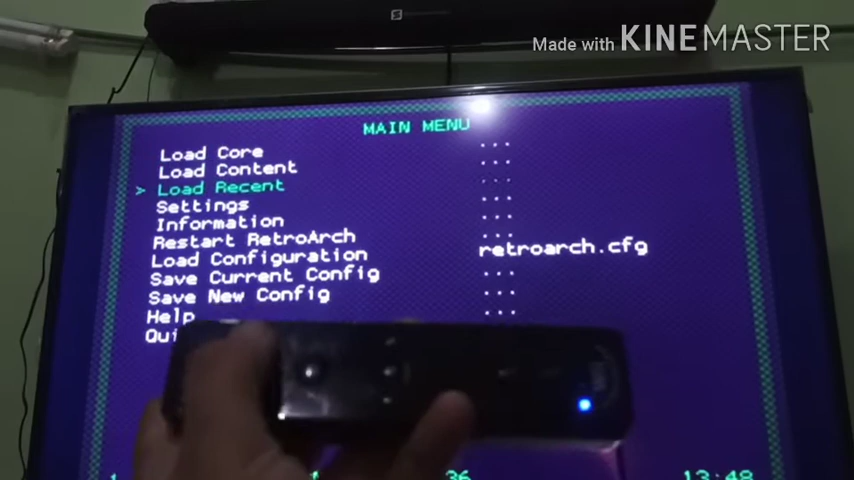 Made with KINEMASTER
MAIN MENU
Load Core ...
Load Content ...
> Load Recent ...
Settings ...
Information ...
Restart RetroArch ...
Load Configuration retroarch.cfg
Save Current Config ...
Save New Config ...
Help ...
36 13:48